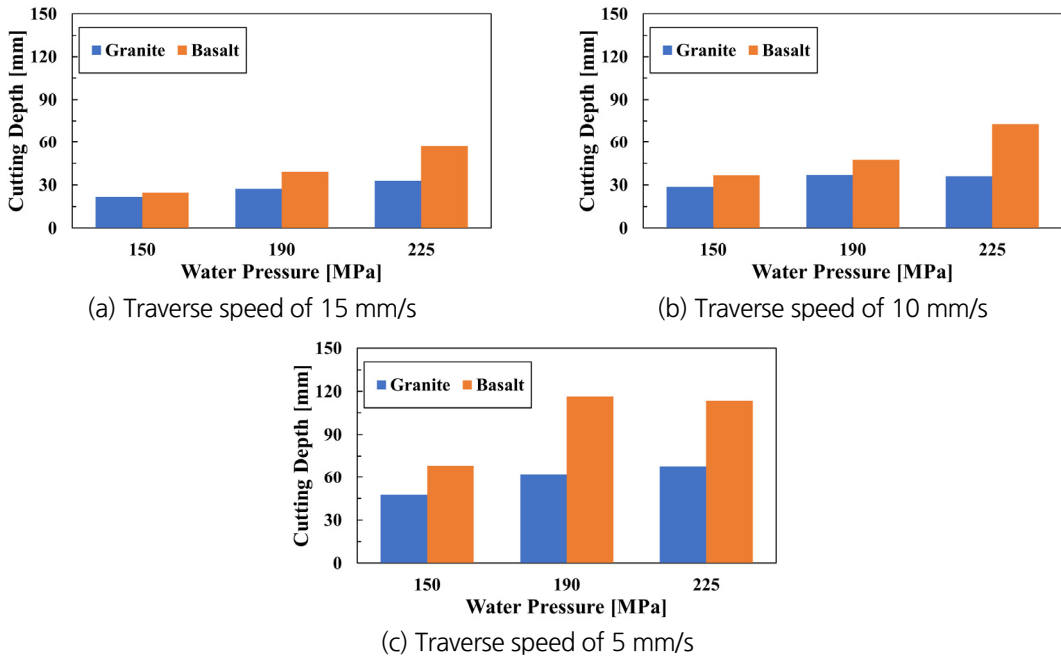 150
120
90
60
30
0
Cutting Depth [mm]
Granite Basalt
150 190 225
Water Pressure [MPa]
(a) Traverse speed of 15 mm/s
150
120
90
60
30
0
Cutting Depth [mm]
Granite Basalt
150 190 225
Water Pressure [MPa]
(b) Traverse speed of 10 mm/s
150
120
90
60
30
0
Cutting Depth [mm]
Granite Basalt
150 190 225
Water Pressure [MPa]
(c) Traverse speed of 5 mm/s